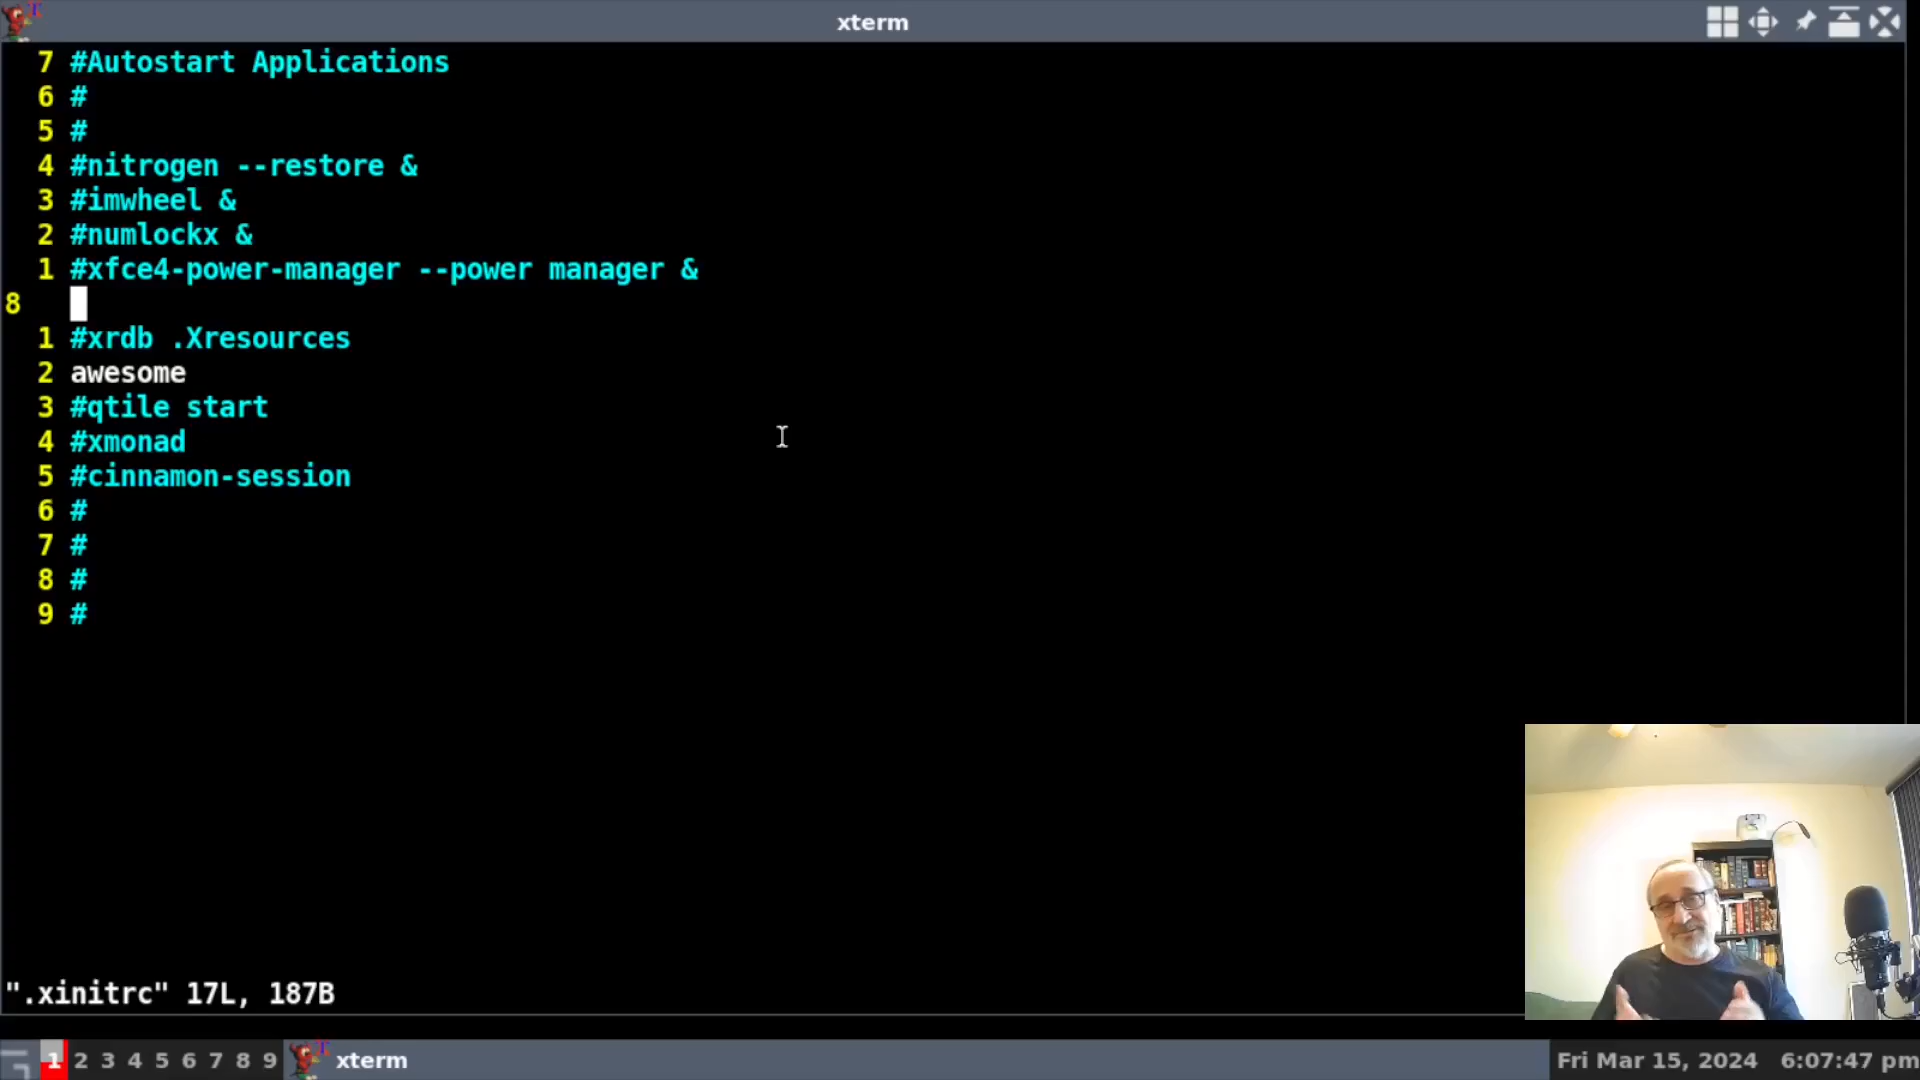 xterm
7 #Autostart Applications
6 #
5 #
4 #nitrogen --restore &
3 #imwheel &
2 #numlockx &
1 #xfce4-power-manager --power manager &
8
1 #xrdb .Xresources
2 awesome
3 #qtile start
4 #xmonad
5 #cinnamon-session
6 #
7 #
8 #
9 #
".xinitrc" 17L, 187B
1 2 3 4 5 6 7 8 9 xterm Fri Mar 15, 2024 6:07:47 pm